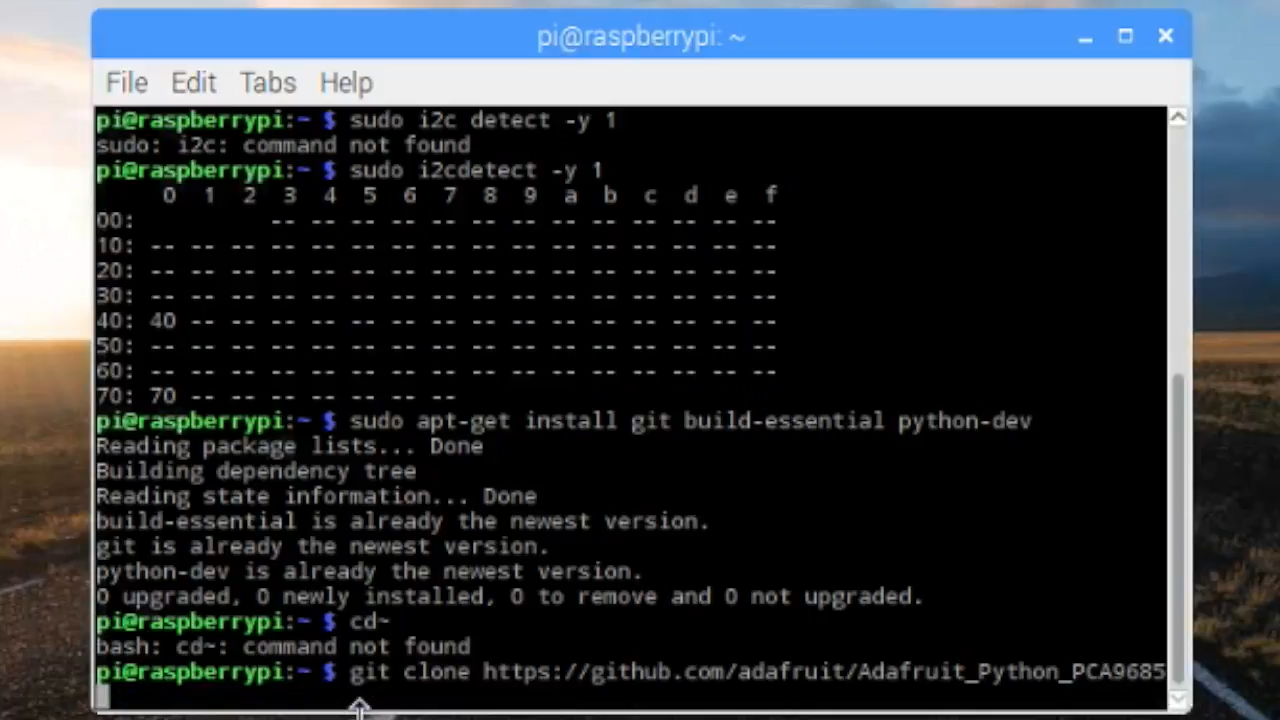 pi@raspberrypi: ~
File Edit Tabs Help
pi@raspberrypi:~ $ sudo i2c detect -y 1
sudo: i2c: command not found
pi@raspberrypi:~ $ sudo i2cdetect -y 1
     0  1  2  3  4  5  6  7  8  9  a  b  c  d  e  f
00:          -- -- -- -- -- -- -- -- -- -- -- -- --
10: -- -- -- -- -- -- -- -- -- -- -- -- -- -- -- --
20: -- -- -- -- -- -- -- -- -- -- -- -- -- -- -- --
30: -- -- -- -- -- -- -- -- -- -- -- -- -- -- -- --
40: 40 -- -- -- -- -- -- -- -- -- -- -- -- -- -- --
50: -- -- -- -- -- -- -- -- -- -- -- -- -- -- -- --
60: -- -- -- -- -- -- -- -- -- -- -- -- -- -- -- --
70: 70 -- -- -- -- -- -- --
pi@raspberrypi:~ $ sudo apt-get install git build-essential python-dev
Reading package lists... Done
Building dependency tree
Reading state information... Done
build-essential is already the newest version.
git is already the newest version.
python-dev is already the newest version.
0 upgraded, 0 newly installed, 0 to remove and 0 not upgraded.
pi@raspberrypi:~ $ cd~
bash: cd~: command not found
pi@raspberrypi:~ $ git clone https://github.com/adafruit/Adafruit_Python_PCA9685